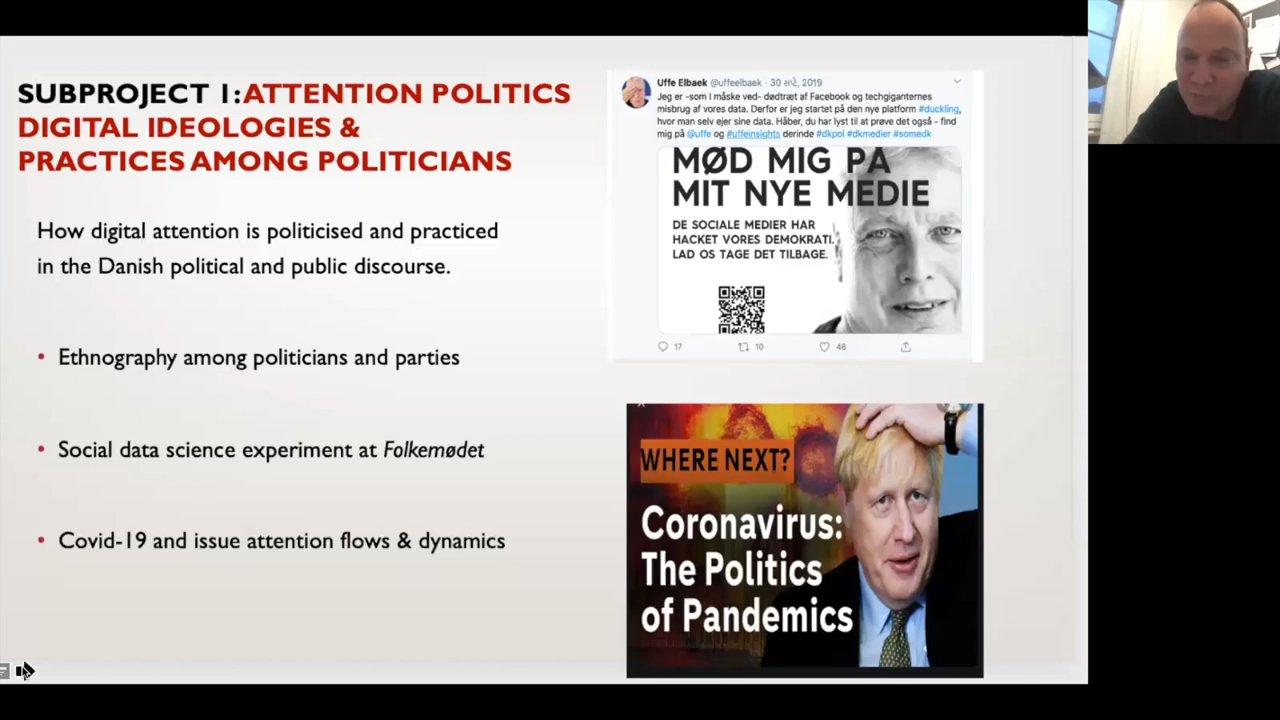 SUBPROJECT 1:ATTENTION POLITICS
DIGITAL IDEOLOGIES &
PRACTICES AMONG POLITICIANS
How digital attention is politicised and practiced
in the Danish political and public discourse.
• Ethnography among politicians and parties
• Social data science experiment at Folkemødet
• Covid-19 and issue attention flows & dynamics
Uffe Elbaek @uffeelbaek · 30 સપ્ટે, 2019
Jeg er -som I måske ved- dødtræt af Facebook og techgiganternes
misbrug af vores data. Derfor er jeg startet på den nye platform #duckling,
hvor man selv ejer sine data. Håber, du har lyst til at prøve det også - find
mig på @uffe og #uffeinsights derinde #dkpol #dkmedier #somedk
MØD MIG PÅ
MIT NYE MEDIE
DE SOCIALE MEDIER HAR
HACKET VORES DEMOKRATI.
LAD OS TAGE DET TILBAGE.
17 10 48
WHERE NEXT?
Coronavirus:
The Politics
of Pandemics